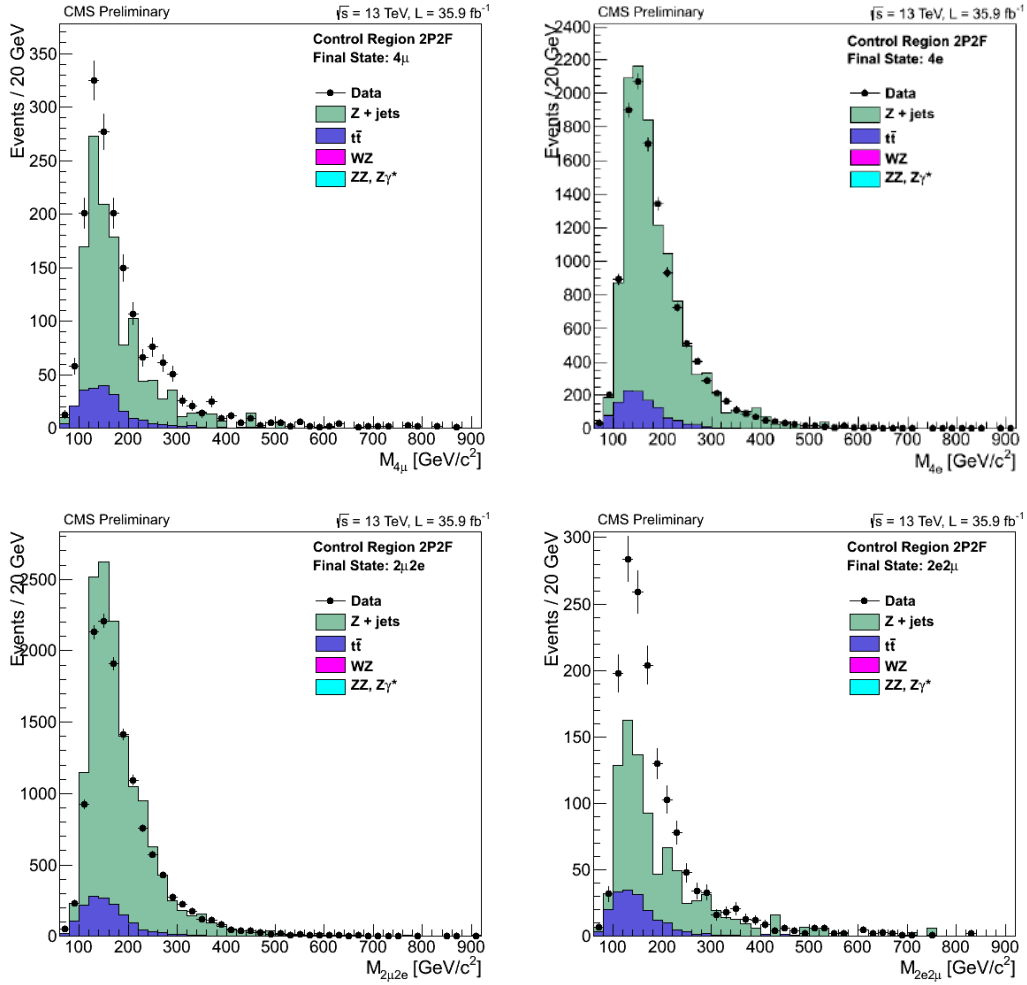 CMS Preliminary
√s = 13 TeV, L = 35.9 fb⁻¹
Events / 20 GeV
Control Region 2P2F
Final State: 4μ
Data
Z + jets
tt̄
WZ
ZZ, Zγ*
350
300
250
200
150
100
50
0
100 200 300 400 500 600 700 800 900
M4μ [GeV/c²]
CMS Preliminary
√s = 13 TeV, L = 35.9 fb⁻¹
Events / 20 GeV
Control Region 2P2F
Final State: 4e
Data
Z + jets
tt̄
WZ
ZZ, Zγ*
2400
2200
2000
1800
1600
1400
1200
1000
800
600
400
200
0
100 200 300 400 500 600 700 800 900
M4e [GeV/c²]
CMS Preliminary
√s = 13 TeV, L = 35.9 fb⁻¹
Events / 20 GeV
Control Region 2P2F
Final State: 2μ2e
Data
Z + jets
tt̄
WZ
ZZ, Zγ*
2500
2000
1500
1000
500
0
100 200 300 400 500 600 700 800 900
M2μ2e [GeV/c²]
CMS Preliminary
√s = 13 TeV, L = 35.9 fb⁻¹
Events / 20 GeV
Control Region 2P2F
Final State: 2e2μ
Data
Z + jets
tt̄
WZ
ZZ, Zγ*
300
250
200
150
100
50
0
100 200 300 400 500 600 700 800 900
M2e2μ [GeV/c²]